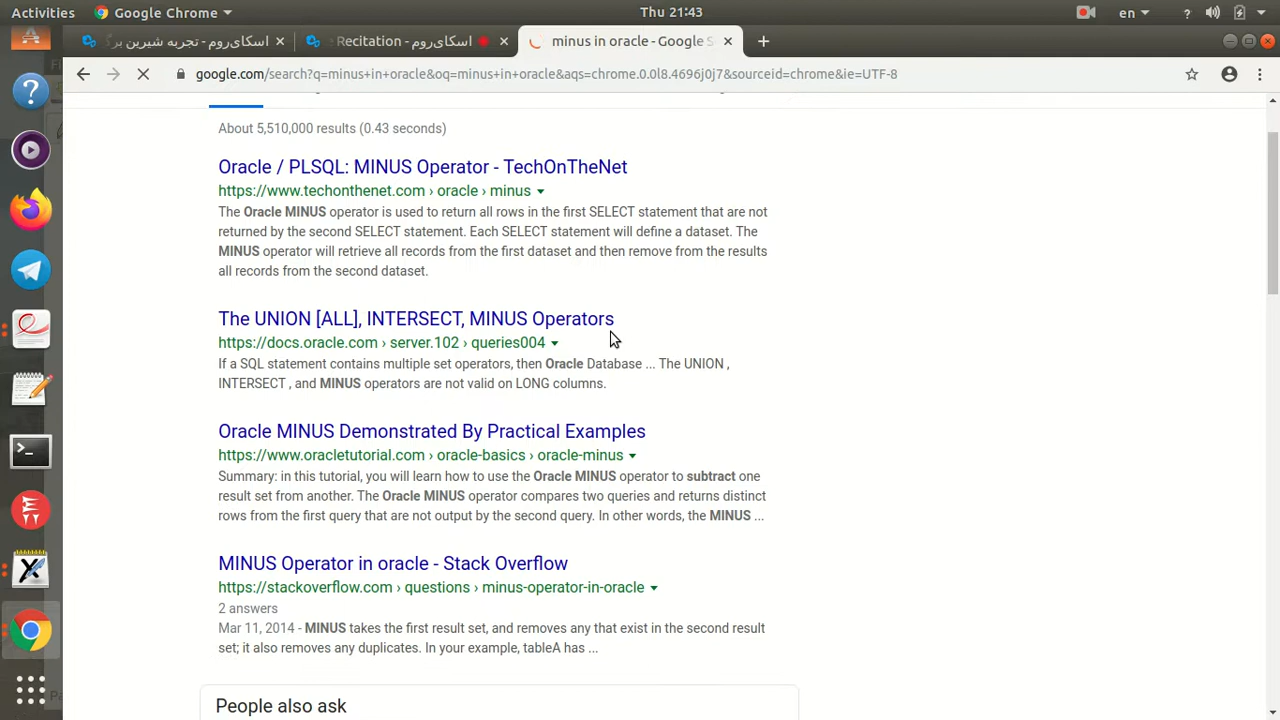 Activities
Google Chrome
Thu 21:43
en
اسکای‌روم - تجربه شیرین برگ
اسکای‌روم - Recitation
minus in oracle - Google S
google.com/search?q=minus+in+oracle&oq=minus+in+oracle&aqs=chrome.0.0l8.4696j0j7&sourceid=chrome&ie=UTF-8
About 5,510,000 results (0.43 seconds)
Oracle / PLSQL: MINUS Operator - TechOnTheNet
https://www.techonthenet.com › oracle › minus
The Oracle MINUS operator is used to return all rows in the first SELECT statement that are not
returned by the second SELECT statement. Each SELECT statement will define a dataset. The
MINUS operator will retrieve all records from the first dataset and then remove from the results
all records from the second dataset.
The UNION [ALL], INTERSECT, MINUS Operators
https://docs.oracle.com › server.102 › queries004
If a SQL statement contains multiple set operators, then Oracle Database ... The UNION ,
INTERSECT , and MINUS operators are not valid on LONG columns.
Oracle MINUS Demonstrated By Practical Examples
https://www.oracletutorial.com › oracle-basics › oracle-minus
Summary: in this tutorial, you will learn how to use the Oracle MINUS operator to subtract one
result set from another. The Oracle MINUS operator compares two queries and returns distinct
rows from the first query that are not output by the second query. In other words, the MINUS ...
MINUS Operator in oracle - Stack Overflow
https://stackoverflow.com › questions › minus-operator-in-oracle
2 answers
Mar 11, 2014 - MINUS takes the first result set, and removes any that exist in the second result
set; it also removes any duplicates. In your example, tableA has ...
People also ask